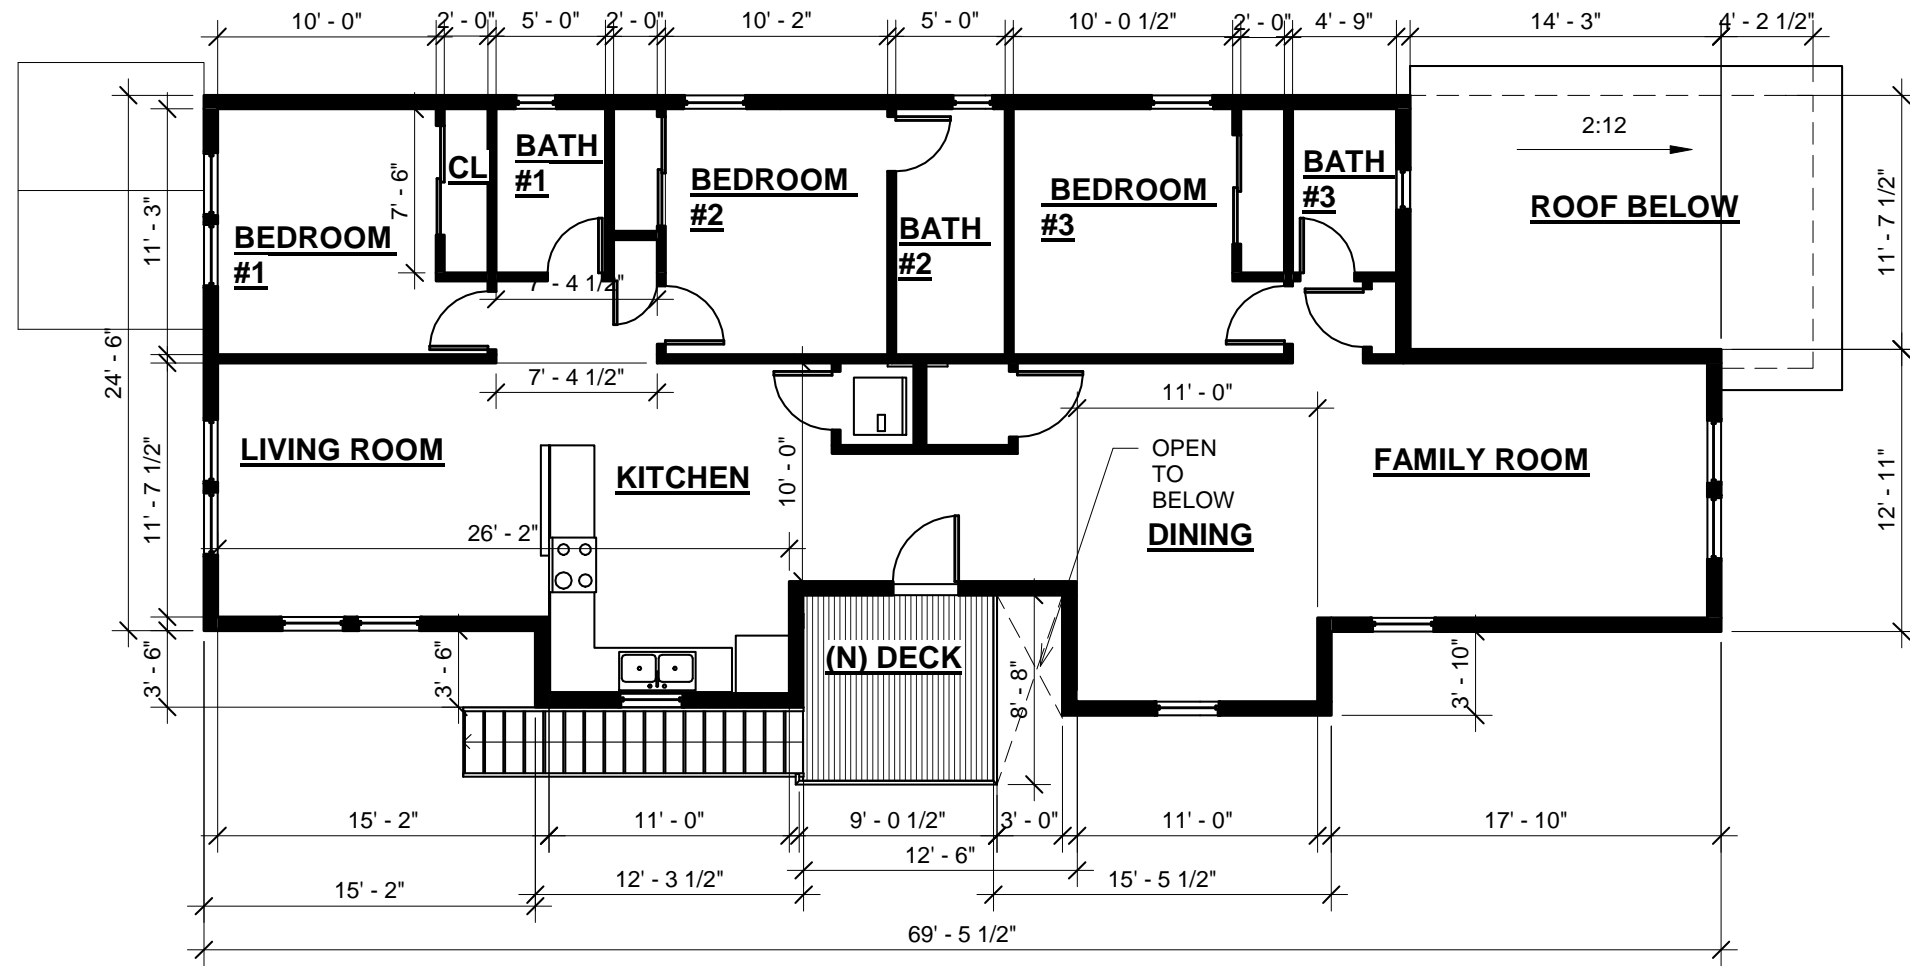 10' - 0" 2' - 0" 5' - 0" 2' - 0" 10' - 2" 5' - 0" 10' - 0 1/2" 2' - 0" 4' - 9" 14' - 3" 4' - 2 1/2"
2:12
BATH
#1
CL
BATH
#3
BEDROOM
#2
BEDROOM
#3
ROOF BELOW
7' - 6"
11' - 3"
BEDROOM
#1
BATH
#2
11' - 7 1/2"
7' - 4 1/2"
24' - 6"
7' - 4 1/2"
11' - 0"
LIVING ROOM
KITCHEN
10' - 0"
OPEN
TO
BELOW
FAMILY ROOM
11' - 7 1/2"
12' - 11"
26' - 2"
DINING
3' - 6"
3' - 6"
(N) DECK
8' - 8"
3' - 10"
15' - 2" 11' - 0" 9' - 0 1/2" 3' - 0" 11' - 0" 17' - 10"
12' - 6"
15' - 2" 12' - 3 1/2" 15' - 5 1/2"
69' - 5 1/2"